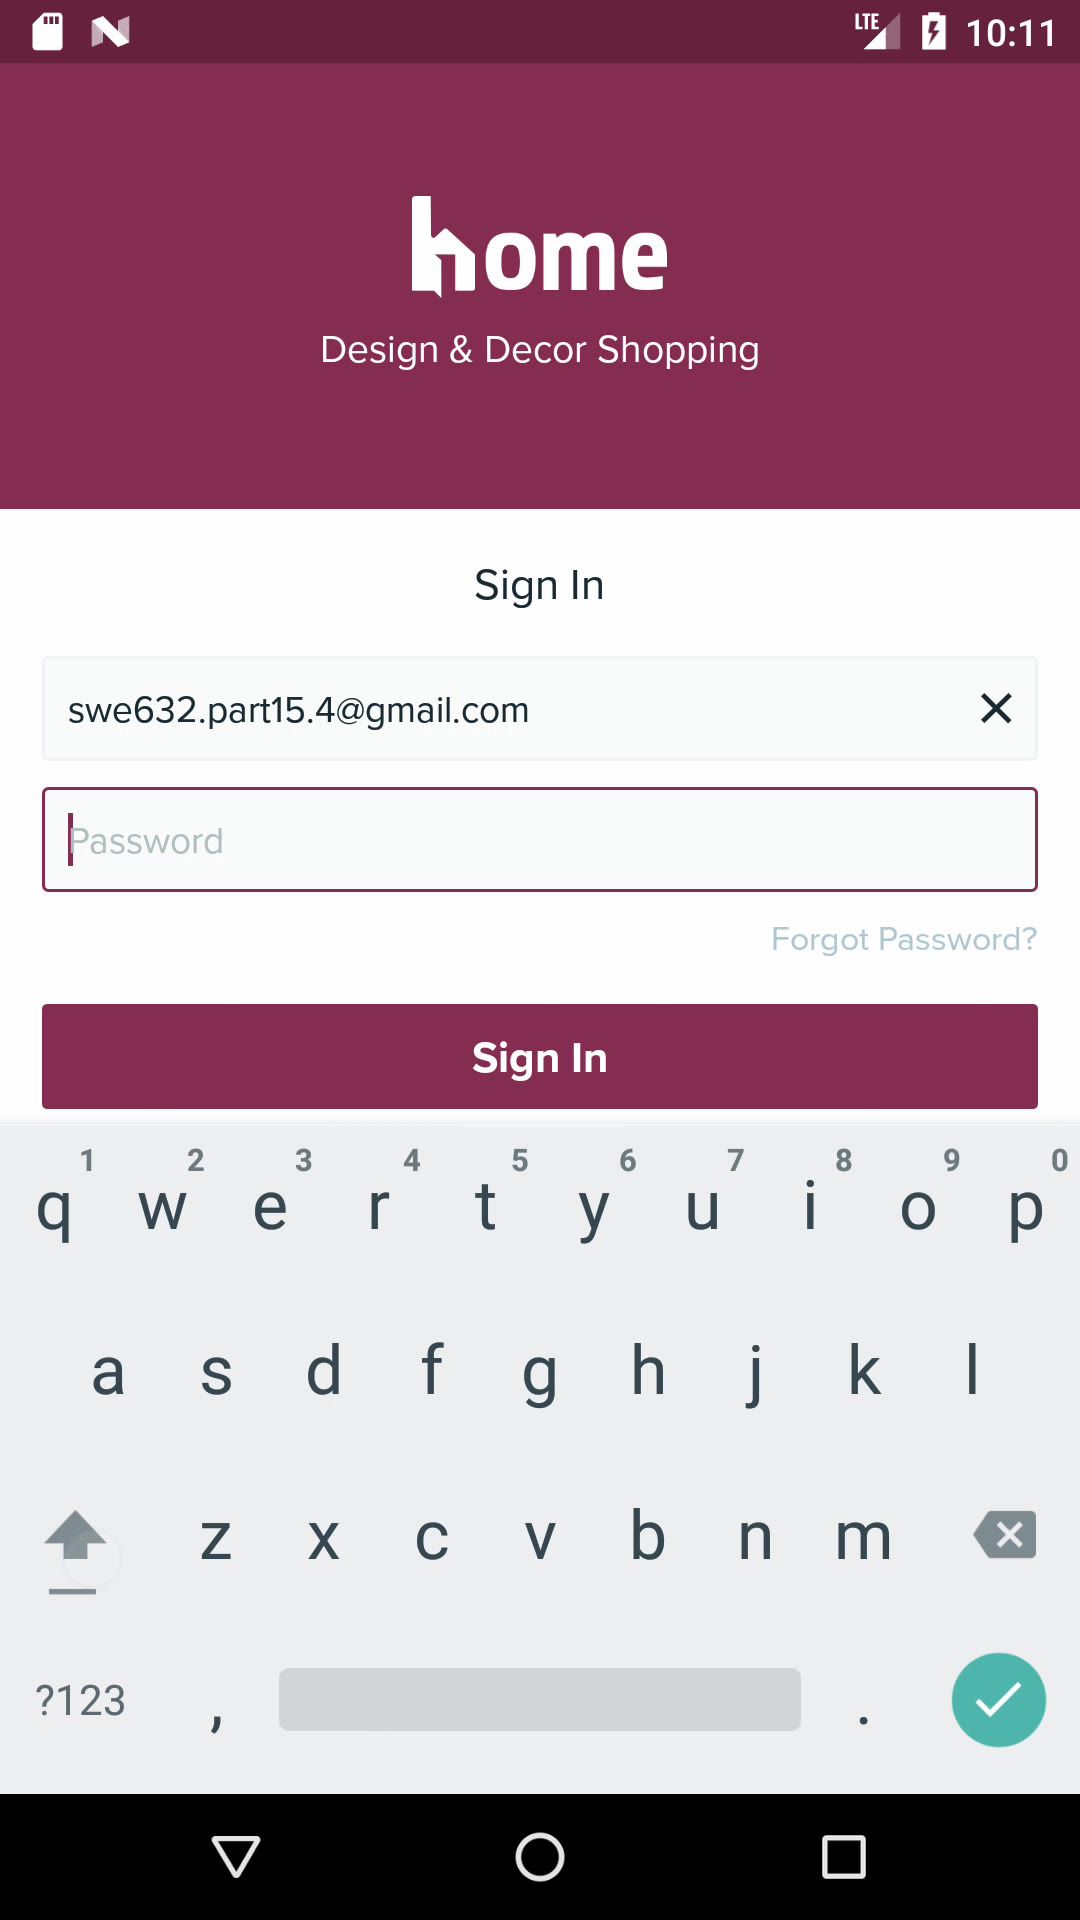 LTE 10:11
home
Design & Decor Shopping
Sign In
swe632.part15.4@gmail.com
Password
Forgot Password?
Sign In
1 2 3 4 5 6 7 8 9 0
q w e r t y u i o p
a s d f g h j k l
z x c v b n m
?123 , .